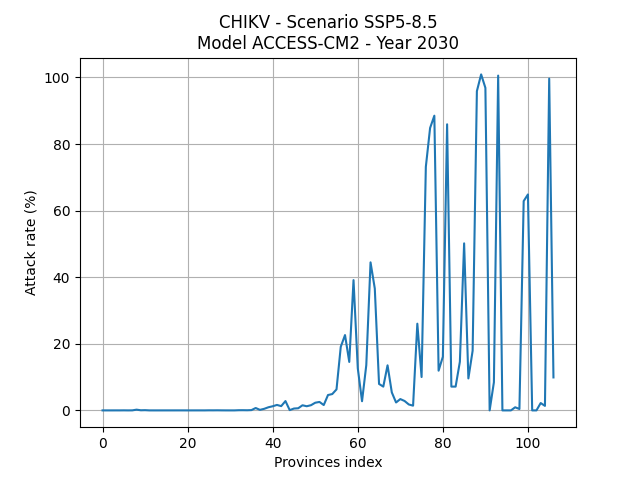 CHIKV - Scenario SSP5-8.5
Model ACCESS-CM2 - Year 2030
100
80
60
40
20
0
Attack rate (%)
0 20 40 60 80 100
Provinces index